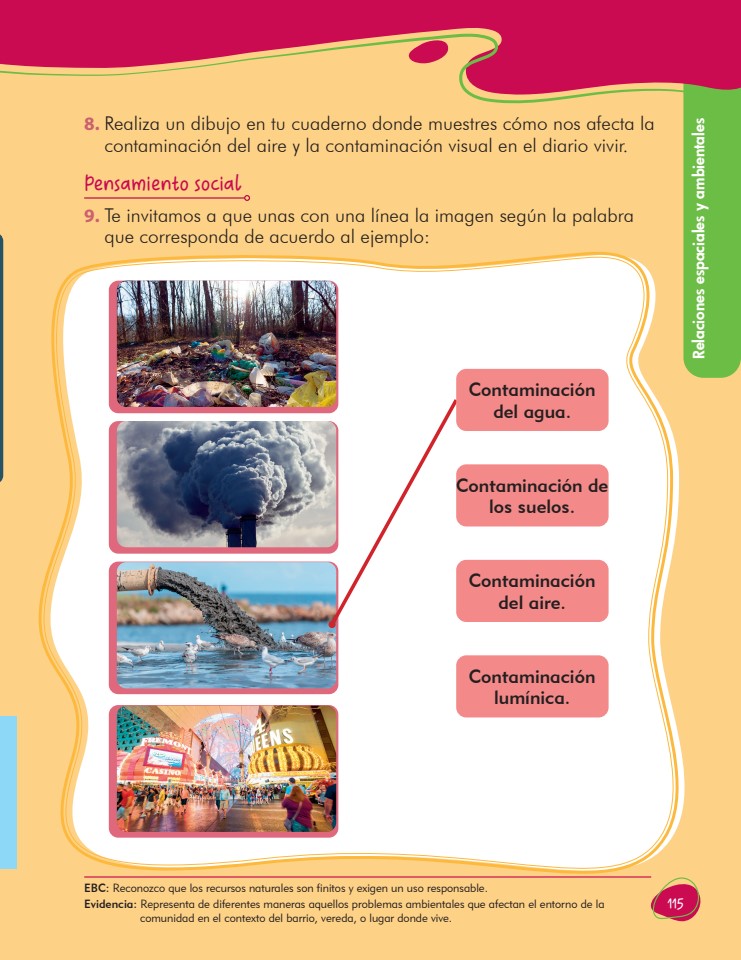 8. Realiza un dibujo en tu cuaderno donde muestres cómo nos afecta la
contaminación del aire y la contaminación visual en el diario vivir.
Pensamiento social
9. Te invitamos a que unas con una línea la imagen según la palabra
que corresponda de acuerdo al ejemplo:
Contaminación
del agua.
Contaminación de
los suelos.
Contaminación
del aire.
Contaminación
lumínica.
FREMONT
CASINO
4
UEENS
EBC: Reconozco que los recursos naturales son finitos y exigen un uso responsable.
Evidencia: Representa de diferentes maneras aquellos problemas ambientales que afectan el entorno de la
comunidad en el contexto del barrio, vereda, o lugar donde vive.
115
Relaciones espaciales y ambientales